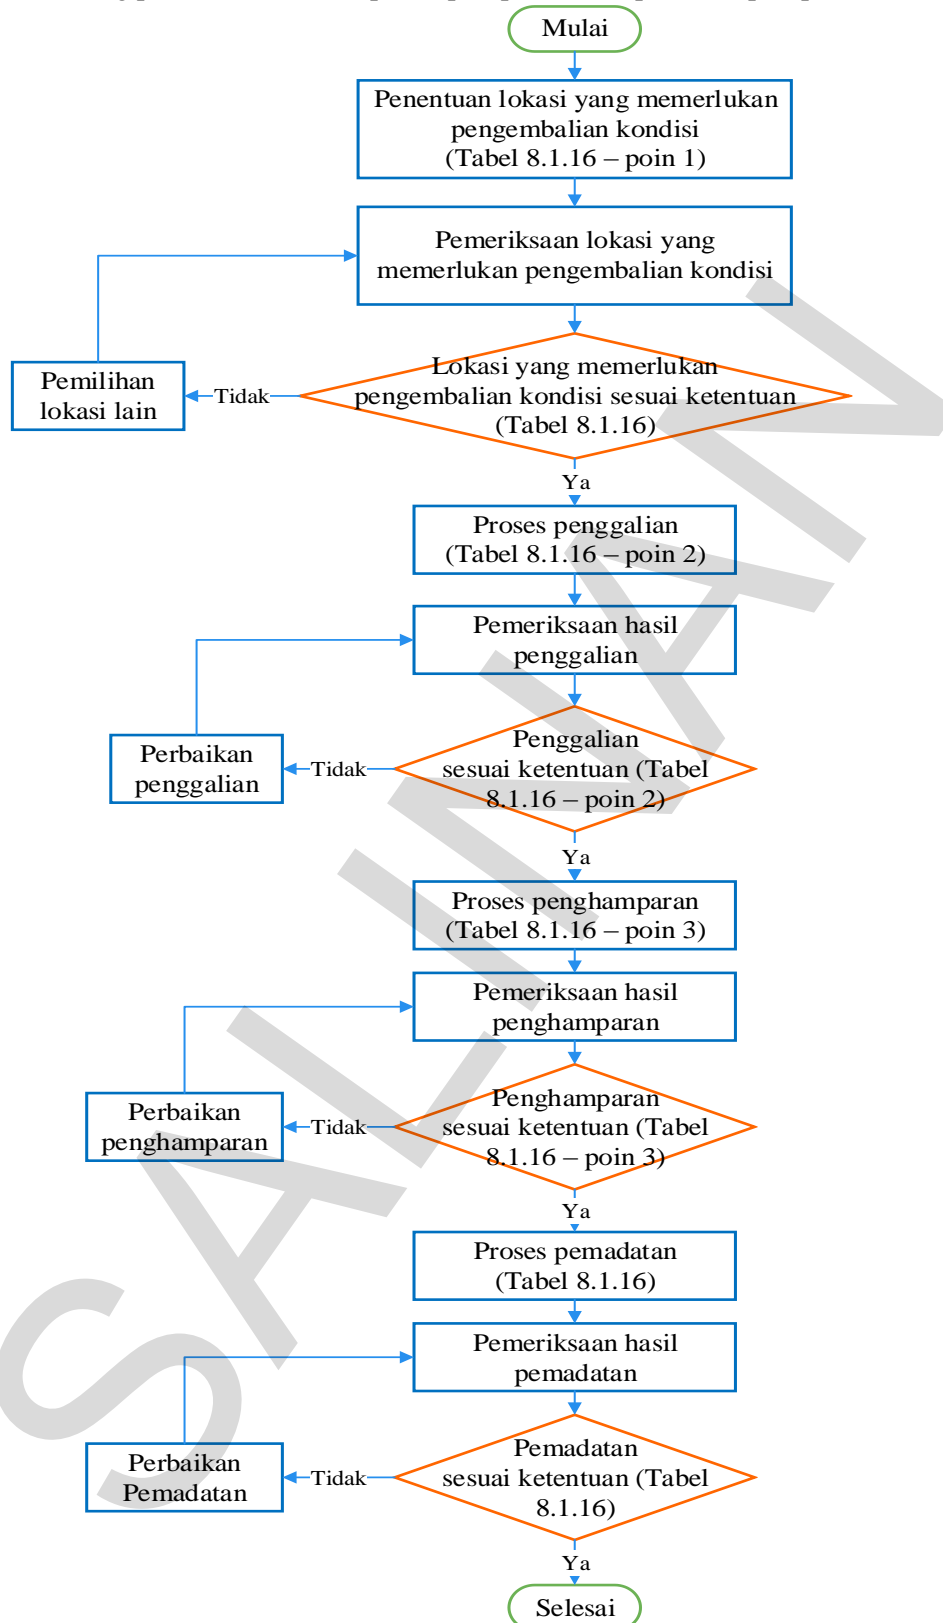 Mulai
Penentuan lokasi yang memerlukan
pengembalian kondisi
(Tabel 8.1.16 – poin 1)
Pemeriksaan lokasi yang
memerlukan pengembalian kondisi
Lokasi yang memerlukan
pengembalian kondisi sesuai ketentuan
(Tabel 8.1.16)
Tidak
Pemilihan
lokasi lain
Ya
Proses penggalian
(Tabel 8.1.16 – poin 2)
Pemeriksaan hasil
penggalian
Penggalian
sesuai ketentuan (Tabel
8.1.16 – poin 2)
Tidak
Perbaikan
penggalian
Ya
Proses penghamparan
(Tabel 8.1.16 – poin 3)
Pemeriksaan hasil
penghamparan
Penghamparan
sesuai ketentuan (Tabel
8.1.16 – poin 3)
Tidak
Perbaikan
penghamparan
Ya
Proses pemadatan
(Tabel 8.1.16)
Pemeriksaan hasil
pemadatan
Pemadatan
sesuai ketentuan (Tabel
8.1.16)
Tidak
Perbaikan
Pemadatan
Ya
Selesai
SALINAN